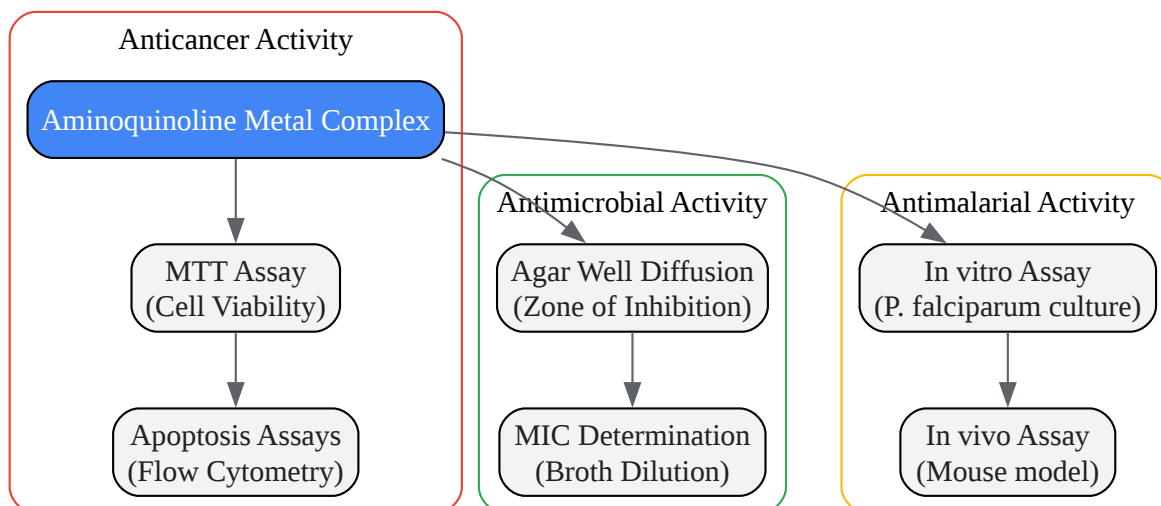 Anticancer Activity
Aminoquinoline Metal Complex
Antimicrobial Activity
Antimalarial Activity
MTT Assay
(Cell Viability)
Agar Well Diffusion
(Zone of Inhibition)
In vitro Assay
(P. falciparum culture)
Apoptosis Assays
(Flow Cytometry)
MIC Determination
(Broth Dilution)
In vivo Assay
(Mouse model)